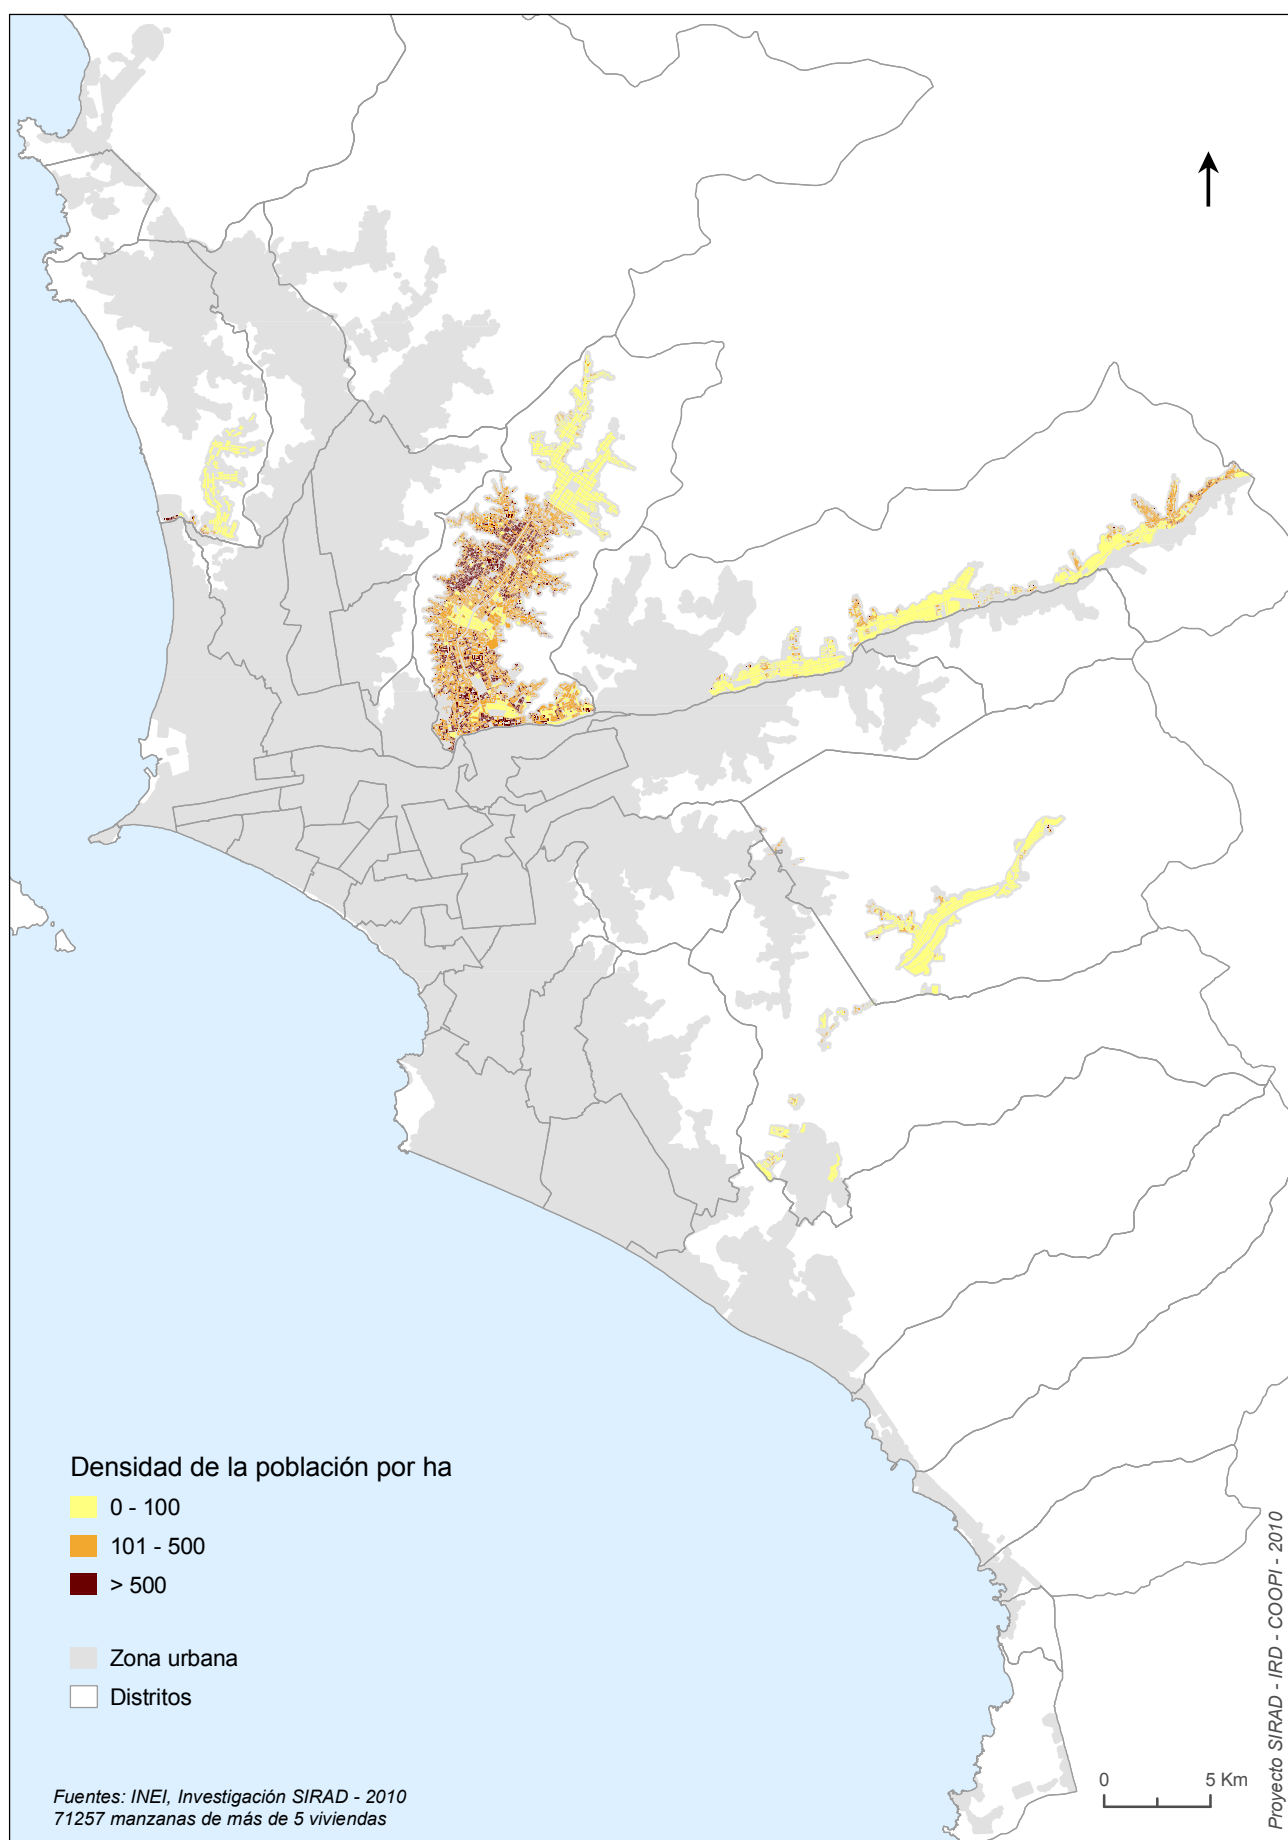 Densidad de la población por ha
0 - 100
101 - 500
> 500
Zona urbana
Distritos
Fuentes: INEI, Investigación SIRAD - 2010
71257 manzanas de más de 5 viviendas
0 5 Km
Proyecto SIRAD - IRD - COOPI - 2010